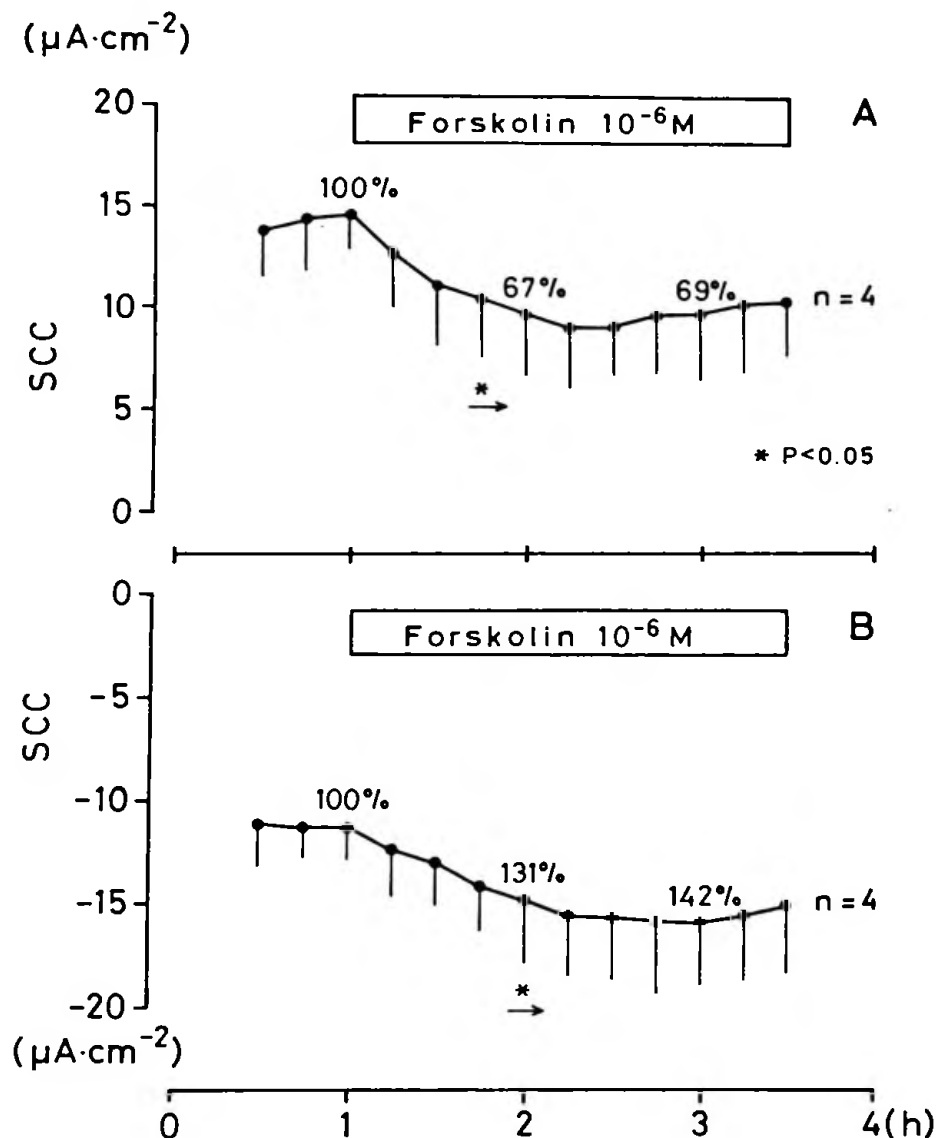 (μA·cm⁻²)
20
Forskolin 10⁻⁶M
A
100%
15
67%
69%
n = 4
10
SCC
5
*
* P<0.05
0
0
Forskolin 10⁻⁶M
B
-5
SCC
-10
100%
131%
142%
n = 4
-15
*
-20
(μA·cm⁻²)
0 1 2 3 4(h)